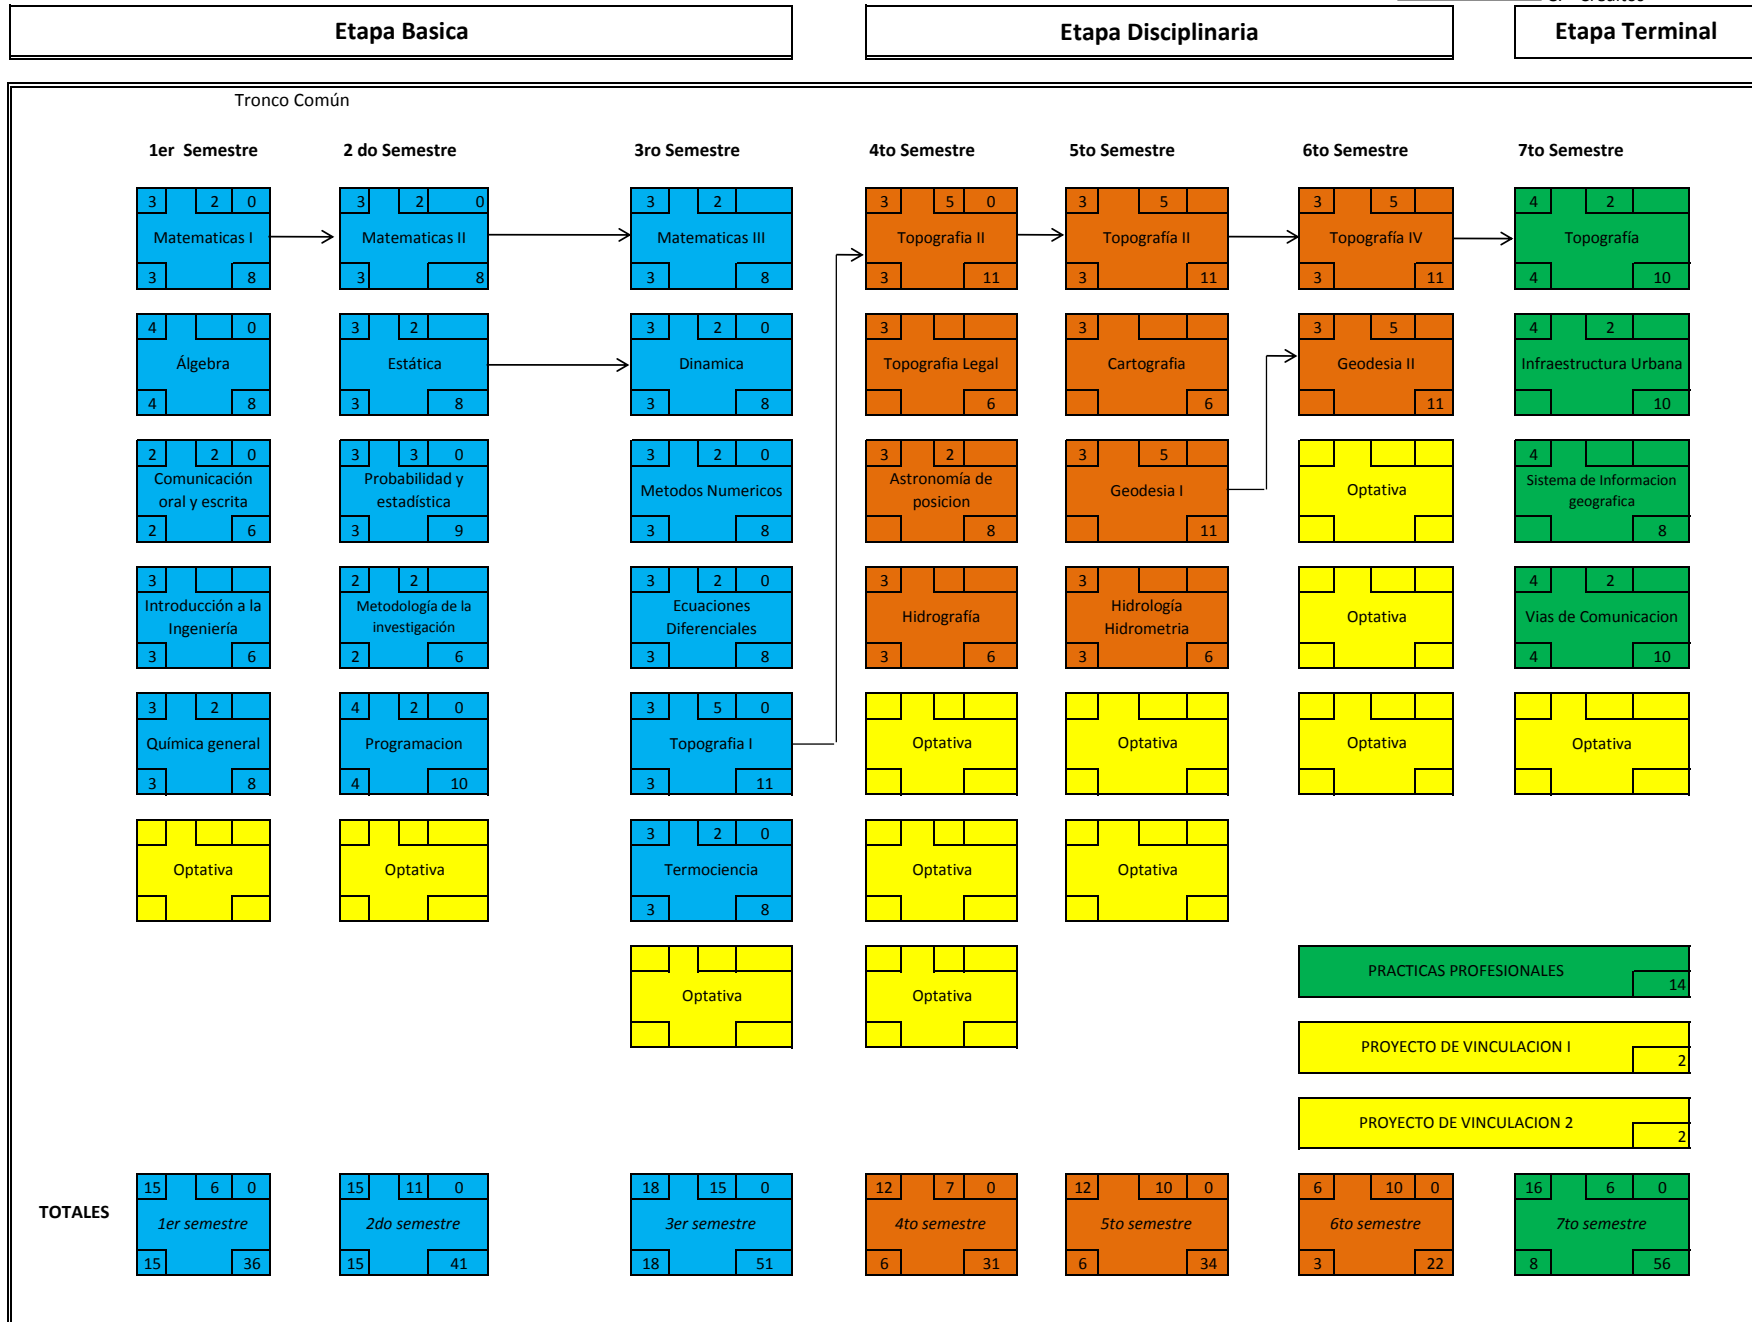 Etapa Basica
Etapa Disciplinaria
Etapa Terminal
Tronco Común
1er Semestre
2 do Semestre
3ro Semestre
4to Semestre
5to Semestre
6to Semestre
7to Semestre
3 2 0
Matematicas I
3 8
3 2 0
Matematicas II
3 8
3 2
Matematicas III
3 8
3 5 0
Topografia II
3 11
3 5
Topografía II
3 11
3 5
Topografía IV
3 11
4 2
Topografía
4 10
4 0
Álgebra
4 8
3 2
Estática
3 8
3 2 0
Dinamica
3 8
3
Topografia Legal
6
3
Cartografia
6
3 5
Geodesia II
11
4 2
Infraestructura Urbana
10
2 2 0
Comunicación
oral y escrita
2 6
3 3 0
Probabilidad y
estadística
3 9
3 2 0
Metodos Numericos
3 8
3 2
Astronomía de
posicion
8
3 5
Geodesia I
11
Optativa
4
Sistema de Informacion
geografica
8
3
Introducción a la
Ingeniería
3 6
2 2
Metodología de la
investigación
2 6
3 2 0
Ecuaciones
Diferenciales
3 8
3
Hidrografía
3 6
3
Hidrología
Hidrometria
3 6
Optativa
4 2
Vias de Comunicacion
4 10
3 2
Química general
3 8
4 2 0
Programacion
4 10
3 5 0
Topografia I
3 11
Optativa
Optativa
Optativa
Optativa
Optativa
Optativa
3 2 0
Termociencia
3 8
Optativa
Optativa
Optativa
Optativa
PRACTICAS PROFESIONALES
14
PROYECTO DE VINCULACION I
2
PROYECTO DE VINCULACION 2
2
TOTALES
15 6 0
1er semestre
15 36
15 11 0
2do semestre
15 41
18 15 0
3er semestre
18 51
12 7 0
4to semestre
6 31
12 10 0
5to semestre
6 34
6 10 0
6to semestre
3 22
16 6 0
7to semestre
8 56